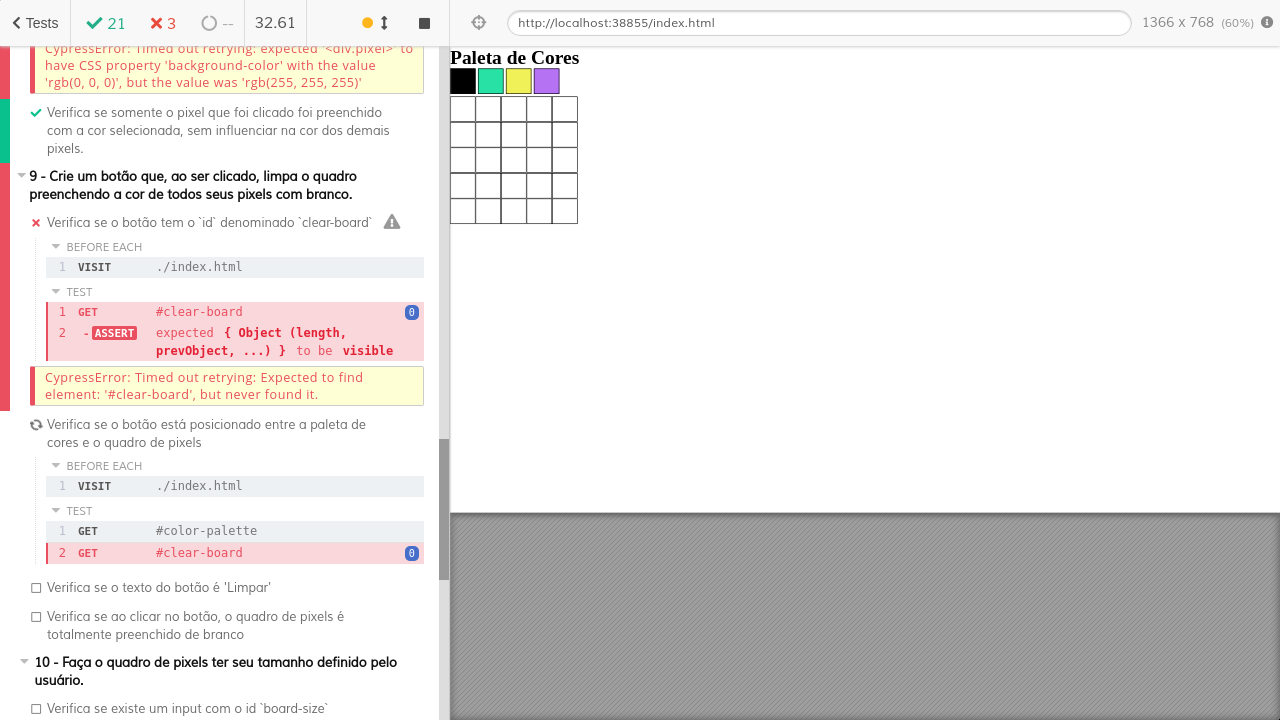 Tests 21 3 -- 32.61 http://localhost:38855/index.html 1366 x 768 (60%)
CypressError: Timed out retrying: expected '<div.pixel>' to
have CSS property 'background-color' with the value
'rgb(0, 0, 0)', but the value was 'rgb(255, 255, 255)'
Verifica se somente o pixel que foi clicado foi preenchido
com a cor selecionada, sem influenciar na cor dos demais
pixels.
9 - Crie um botão que, ao ser clicado, limpa o quadro
preenchendo a cor de todos seus pixels com branco.
Verifica se o botão tem o `id` denominado `clear-board`
BEFORE EACH
1 VISIT ./index.html
TEST
1 GET #clear-board 0
2 -ASSERT expected { Object (length,
prevObject, ...) } to be visible
CypressError: Timed out retrying: Expected to find
element: '#clear-board', but never found it.
Verifica se o botão está posicionado entre a paleta de
cores e o quadro de pixels
BEFORE EACH
1 VISIT ./index.html
TEST
1 GET #color-palette
2 GET #clear-board 0
Verifica se o texto do botão é 'Limpar'
Verifica se ao clicar no botão, o quadro de pixels é
totalmente preenchido de branco
10 - Faça o quadro de pixels ter seu tamanho definido pelo
usuário.
Verifica se existe um input com o id `board-size`
Paleta de Cores